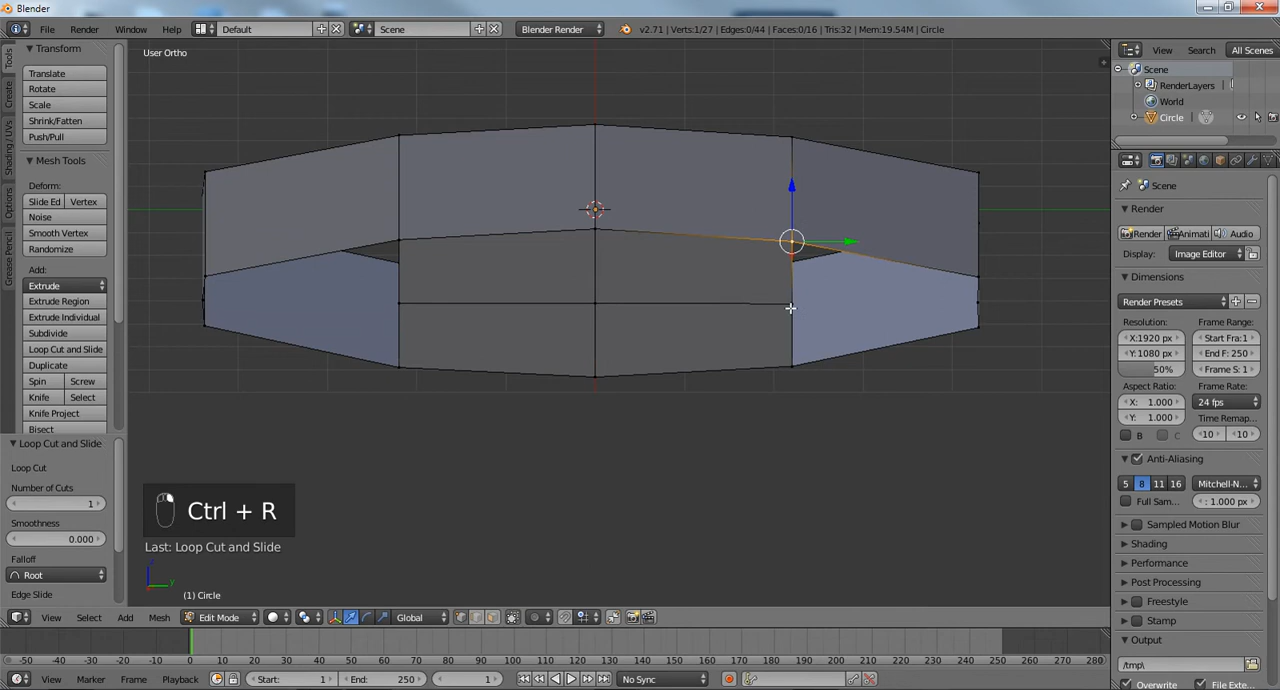 Blender
File Render Window Help Default Scene Blender Render v2.71 | Verts:1/27 | Edges:0/44 | Faces:0/16 | Tris:32 | Mem:19.54M | Circle
Tools
Create
Shading / UVs
Options
Grease Pencil
Transform
Translate
Rotate
Scale
Shrink/Fatten
Push/Pull
Mesh Tools
Deform:
Slide Ed Vertex
Noise
Smooth Vertex
Randomize
Add:
Extrude
Extrude Region
Extrude Individual
Subdivide
Loop Cut and Slide
Duplicate
Spin Screw
Knife Select
Knife Project
Bisect
Loop Cut and Slide
Loop Cut
Number of Cuts
1
Smoothness
0.000
Falloff
Root
Edge Slide
User Ortho
Ctrl + R
Last: Loop Cut and Slide
z
y
(1) Circle
View Select Add Mesh Edit Mode Global
-50 -40 -30 -20 -10 0 10 20 30 40 50 60 70 80 90 100 110 120 130 140 150 160 170 180 190 200 210 220 230 240 250 260 270 280
View Marker Frame Playback Start: 1 End: 250 1 No Sync
View Search All Scenes
Scene
RenderLayers
World
Circle
Scene
Render
Render Animati Audio
Display: Image Editor
Dimensions
Render Presets
Resolution: Frame Range:
X:1920 px Start Fra:1
Y:1080 px End F: 250
50% Frame S: 1
Aspect Ratio: Frame Rate:
X: 1.000 24 fps
Y: 1.000 Time Remap...
B C 10 10
Anti-Aliasing
5 8 11 16 Mitchell-N...
Full Sam... : 1.000 px
Sampled Motion Blur
Shading
Performance
Post Processing
Freestyle
Stamp
Output
/tmp\
Overwrite File Ext